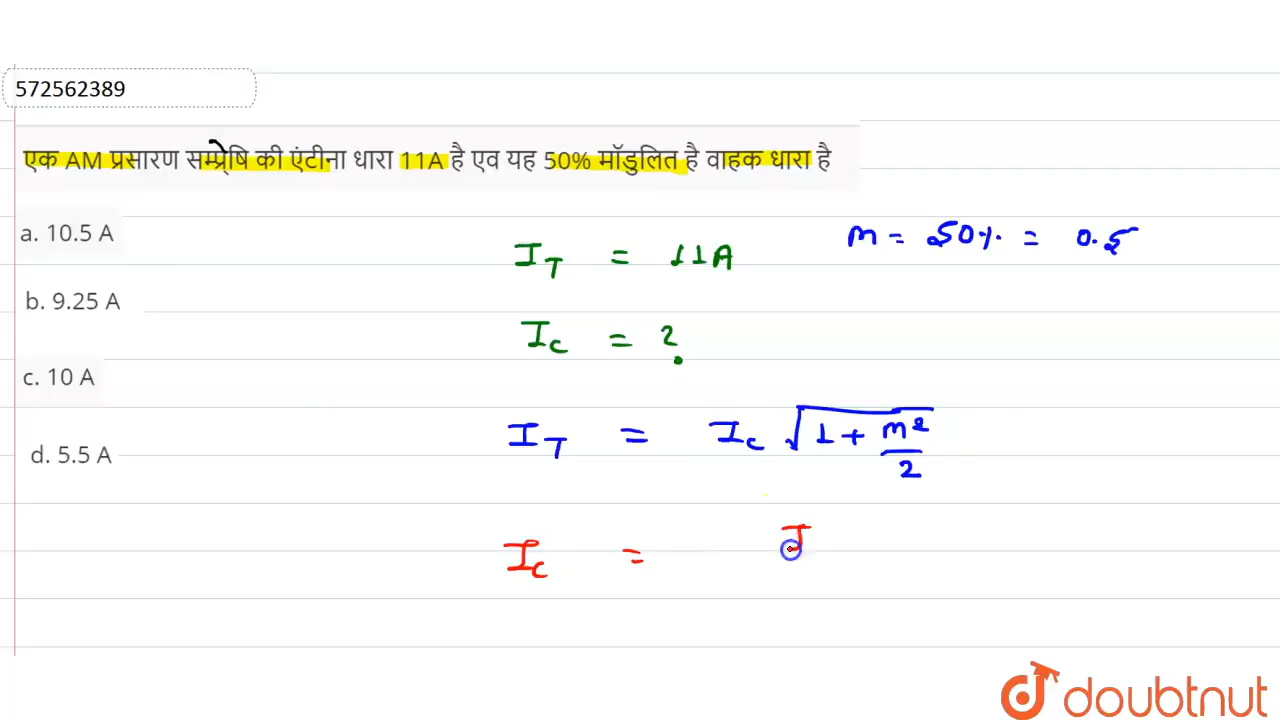 572562389
एक AM प्रसारण सम्प्रेषि की एंटीना धारा 11A है एव यह 50% मॉडुलित है वाहक धारा है
a. 10.5 A
b. 9.25 A
c. 10 A
d. 5.5 A
I_T = 11A
m = 50% = 0.5
I_C = ?
I_T = I_C √(1 + m²/2)
I_C = I
doubtnut